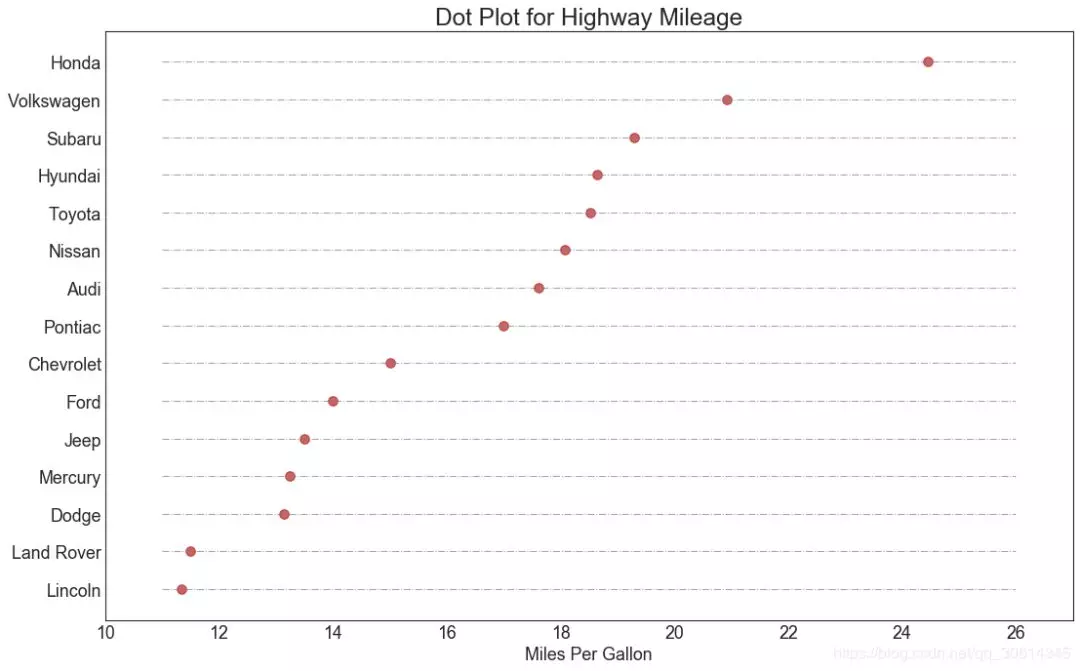 Dot Plot for Highway Mileage
Honda
Volkswagen
Subaru
Hyundai
Toyota
Nissan
Audi
Pontiac
Chevrolet
Ford
Jeep
Mercury
Dodge
Land Rover
Lincoln
10 12 14 16 18 20 22 24 26
Miles Per Gallon
https://blog.csdn.net/qq_30614345